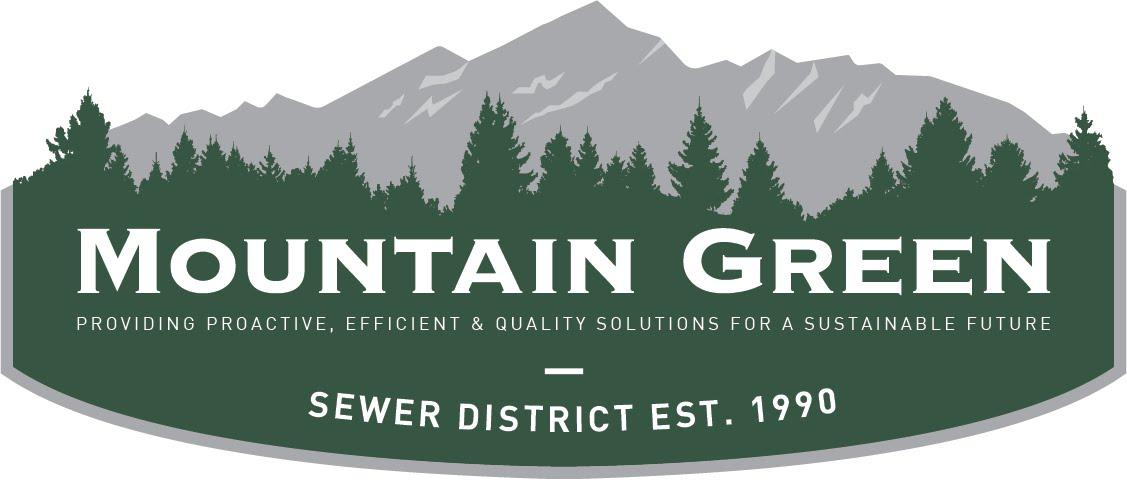 MOUNTAIN GREEN
PROVIDING PROACTIVE, EFFICIENT & QUALITY SOLUTIONS FOR A SUSTAINABLE FUTURE
SEWER DISTRICT EST. 1990